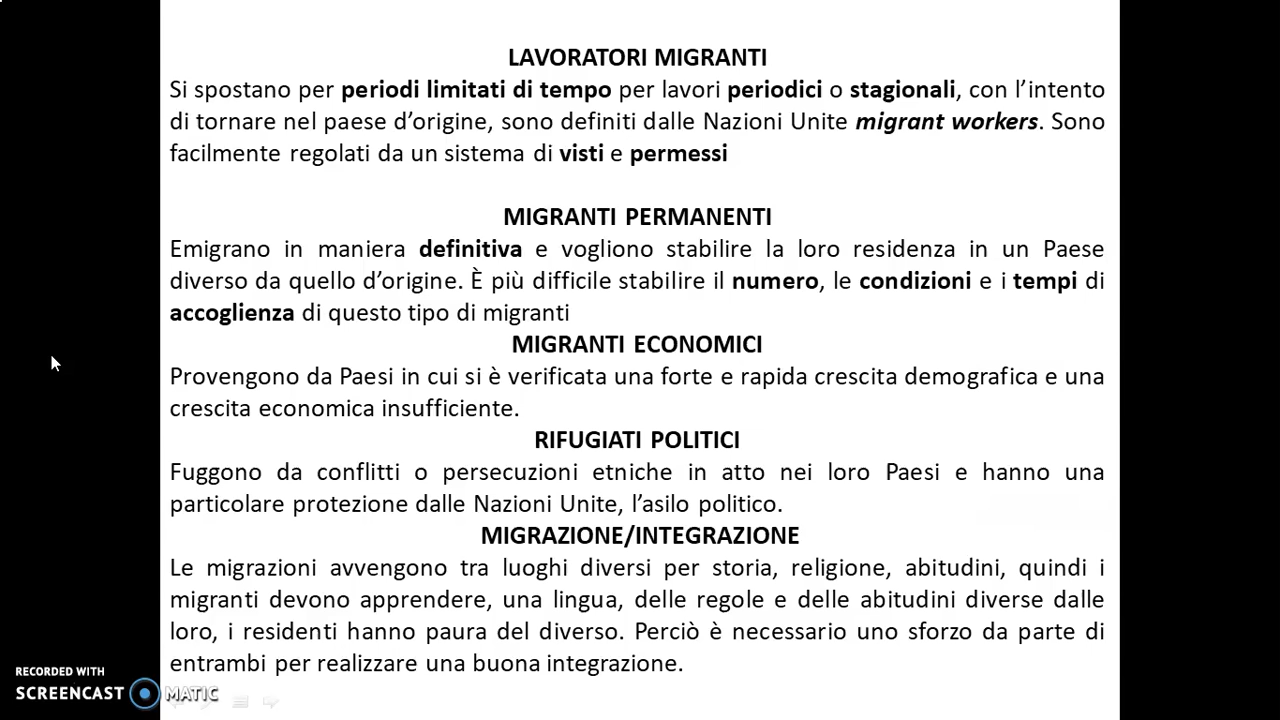 LAVORATORI MIGRANTI
Si spostano per periodi limitati di tempo per lavori periodici o stagionali, con l’intento
di tornare nel paese d’origine, sono definiti dalle Nazioni Unite migrant workers. Sono
facilmente regolati da un sistema di visti e permessi
MIGRANTI PERMANENTI
Emigrano in maniera definitiva e vogliono stabilire la loro residenza in un Paese
diverso da quello d’origine. È più difficile stabilire il numero, le condizioni e i tempi di
accoglienza di questo tipo di migranti
MIGRANTI ECONOMICI
Provengono da Paesi in cui si è verificata una forte e rapida crescita demografica e una
crescita economica insufficiente.
RIFUGIATI POLITICI
Fuggono da conflitti o persecuzioni etniche in atto nei loro Paesi e hanno una
particolare protezione dalle Nazioni Unite, l’asilo politico.
MIGRAZIONE/INTEGRAZIONE
Le migrazioni avvengono tra luoghi diversi per storia, religione, abitudini, quindi i
migranti devono apprendere, una lingua, delle regole e delle abitudini diverse dalle
loro, i residenti hanno paura del diverso. Perciò è necessario uno sforzo da parte di
entrambi per realizzare una buona integrazione.
RECORDED WITH
SCREENCAST MATIC